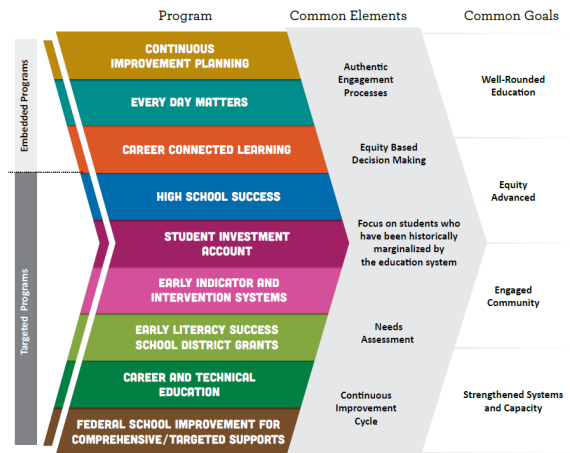 Program
Common Elements
Common Goals
Embedded Programs
Targeted Programs
CONTINUOUS
IMPROVEMENT PLANNING
EVERY DAY MATTERS
CAREER CONNECTED LEARNING
HIGH SCHOOL SUCCESS
STUDENT INVESTMENT
ACCOUNT
EARLY INDICATOR AND
INTERVENTION SYSTEMS
EARLY LITERACY SUCCESS
SCHOOL DISTRICT GRANTS
CAREER AND TECHNICAL
EDUCATION
FEDERAL SCHOOL IMPROVEMENT FOR
COMPREHENSIVE/TARGETED SUPPORTS
Authentic
Engagement
Processes
Equity Based
Decision Making
Focus on students who
have been historically
marginalized by
the education system
Needs
Assessment
Continuous
Improvement
Cycle
Well-Rounded
Education
Equity
Advanced
Engaged
Community
Strengthened Systems
and Capacity